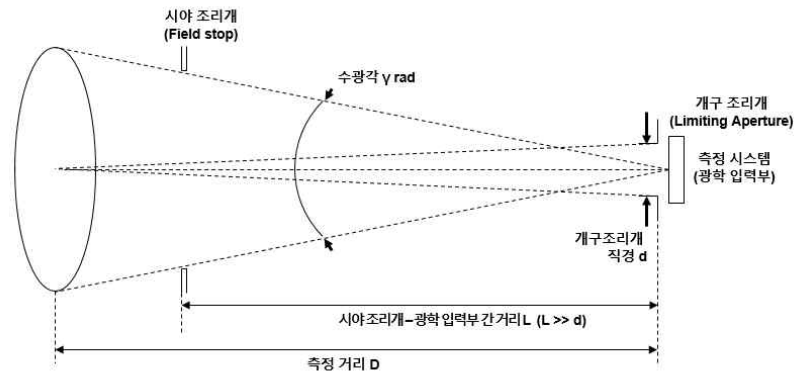 시야 조리개
(Field stop)
수광각 γ rad
개구 조리개
(Limiting Aperture)
측정 시스템
(광학 입력부)
개구조리개
직경 d
시야조리개–광학 입력부 간 거리 L (L >> d)
측정 거리 D